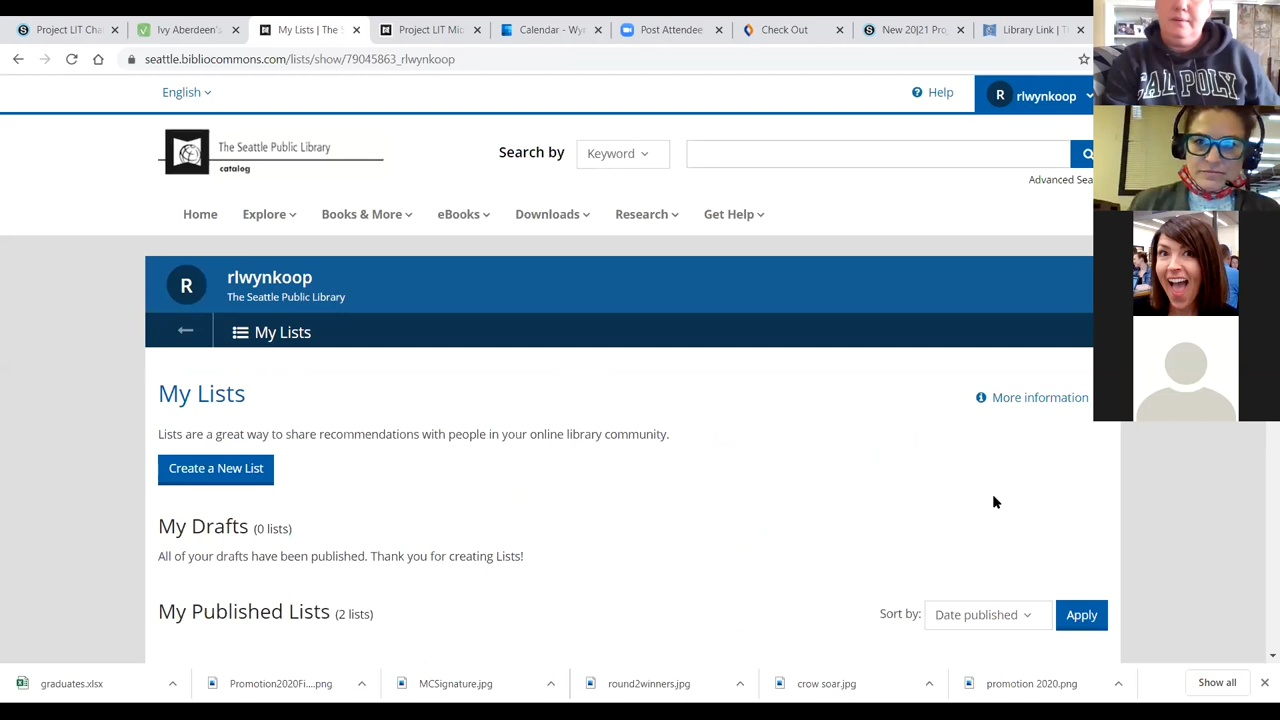 Project LIT Cha
Ivy Aberdeen's
My Lists | The S
Project LIT Mic
Calendar - Wyn
Post Attendee
Check Out
New 20|21 Pro
Library Link | Th
seattle.bibliocommons.com/lists/show/79045863_rlwynkoop
English
Help
R rlwynkoop
The Seattle Public Library
catalog
Search by Keyword
Advanced Sea
Home Explore Books & More eBooks Downloads Research Get Help
R
rlwynkoop
The Seattle Public Library
My Lists
My Lists
More information
Lists are a great way to share recommendations with people in your online library community.
Create a New List
My Drafts (0 lists)
All of your drafts have been published. Thank you for creating Lists!
My Published Lists (2 lists)
Sort by: Date published Apply
graduates.xlsx Promotion2020Fi....png MCSignature.jpg round2winners.jpg crow soar.jpg promotion 2020.png Show all
CAL POLY